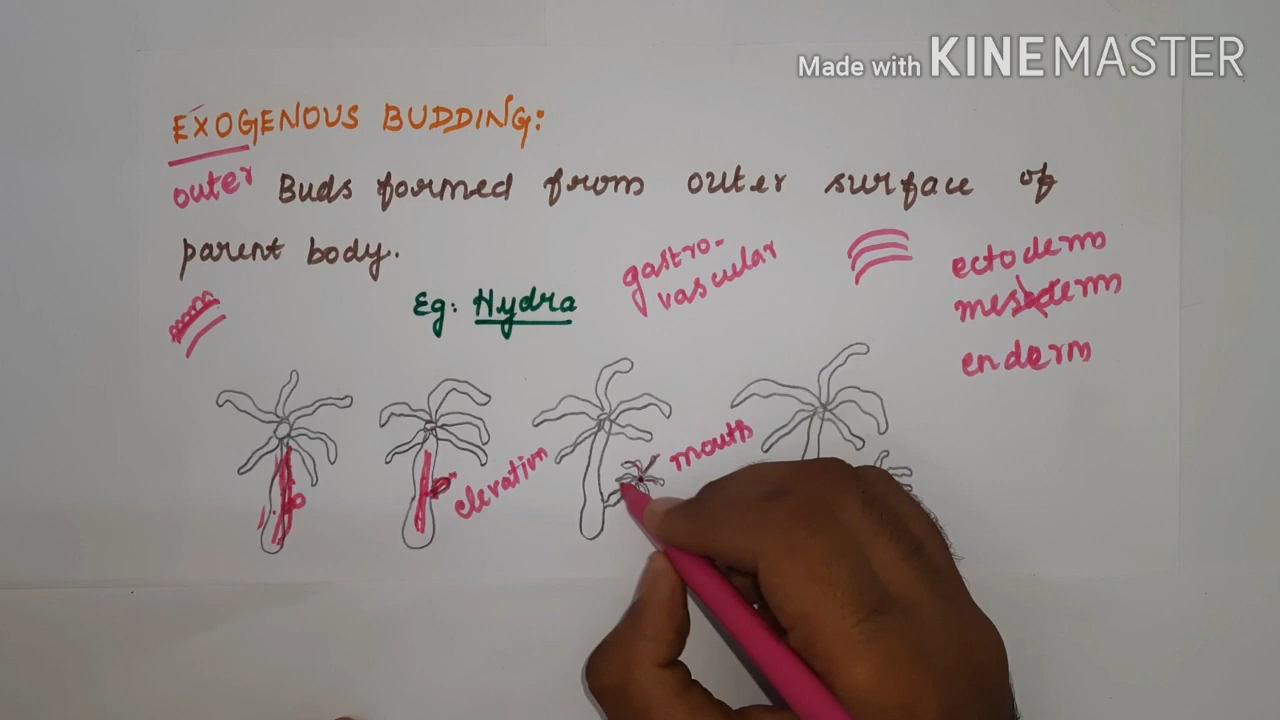 Made with KINEMASTER
EXOGENOUS BUDDING:
outer Buds formed from outer surface of
parent body.
gastro-
vascular
ectoderm
mesoderm
enderm
Eg: Hydra
elevation
mouth